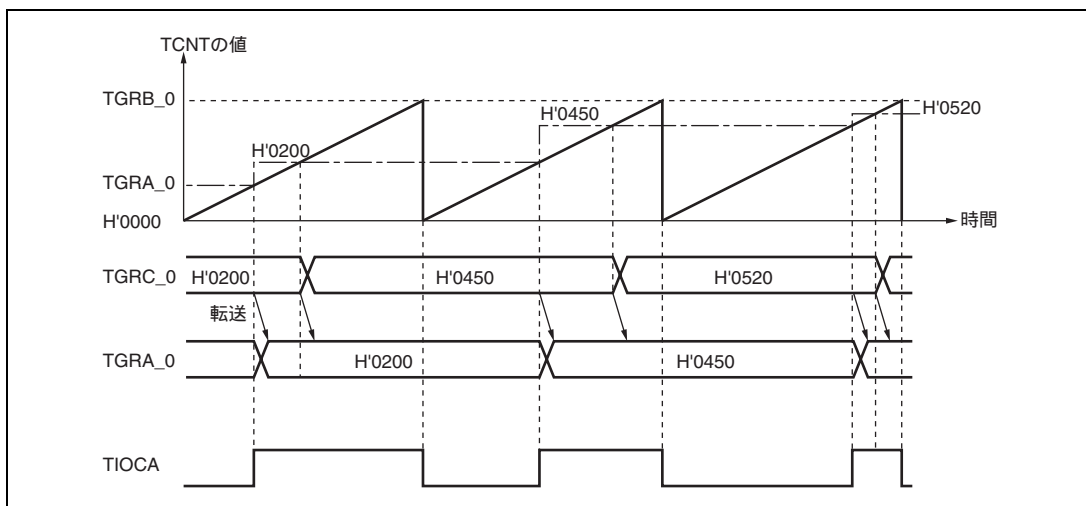 TCNTの値
TGRB_0
H'0520
H'0450
H'0200
TGRA_0
H'0000
時間
TGRC_0
H'0200
H'0450
H'0520
転送
TGRA_0
H'0200
H'0450
TIOCA